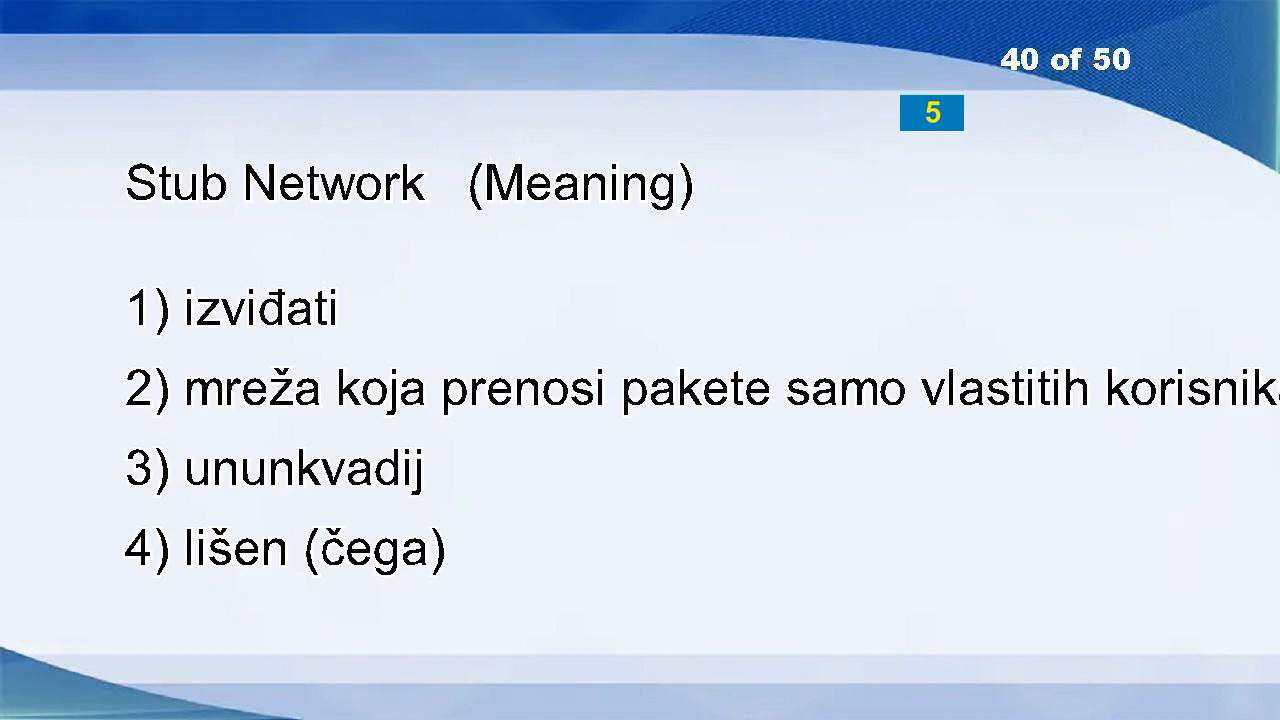 40 of 50
5
Stub Network (Meaning)
1) izviđati
2) mreža koja prenosi pakete samo vlastitih korisnika
3) ununkvadij
4) lišen (čega)